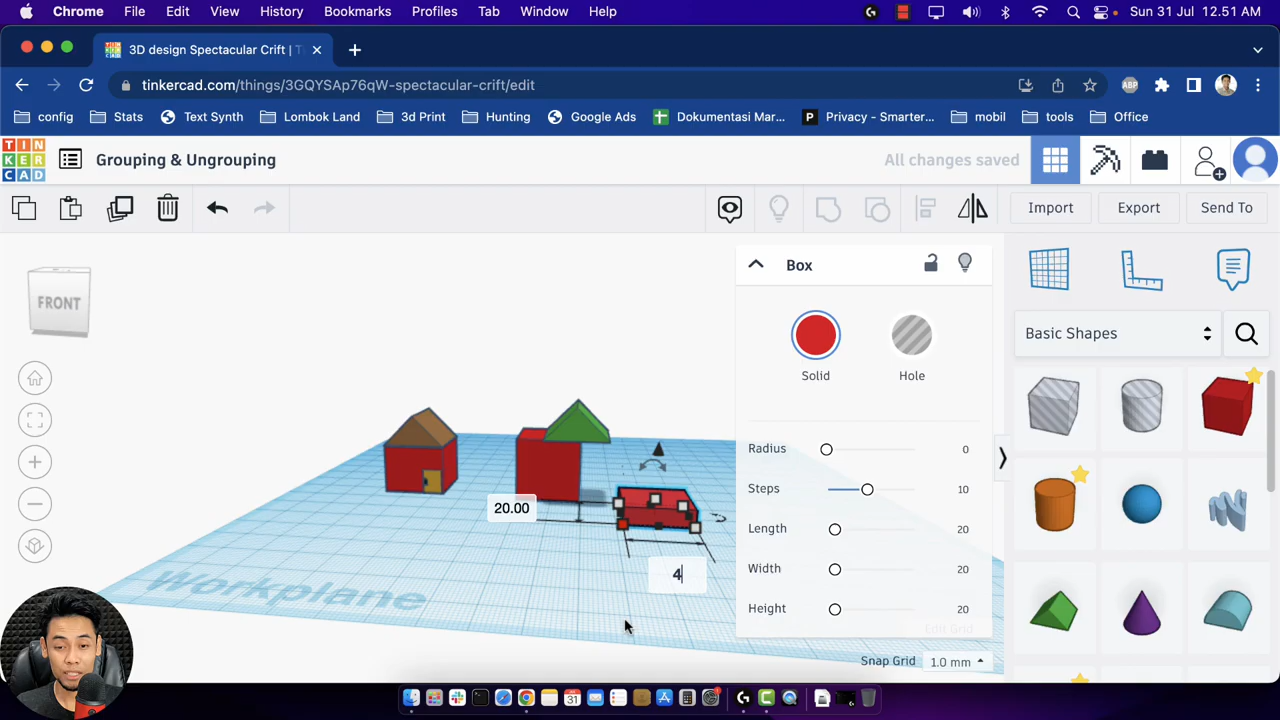 Chrome File Edit View History Bookmarks Profiles Tab Window Help Sun 31 Jul 12.51 AM
3D design Spectacular Crift | T
tinkercad.com/things/3GQYSAp76qW-spectacular-crift/edit
ABP
config Stats Text Synth Lombok Land 3d Print Hunting Google Ads Dokumentasi Mar... Privacy - Smarter... mobil tools Office
TIN
KER
CAD
Grouping & Ungrouping
All changes saved
Import Export Send To
FRONT
Box
Basic Shapes
Solid Hole
Radius 0
Steps 10
20.00
Length 20
4
Width 20
Workplane
Height 20
Edit Grid
Snap Grid 1.0 mm